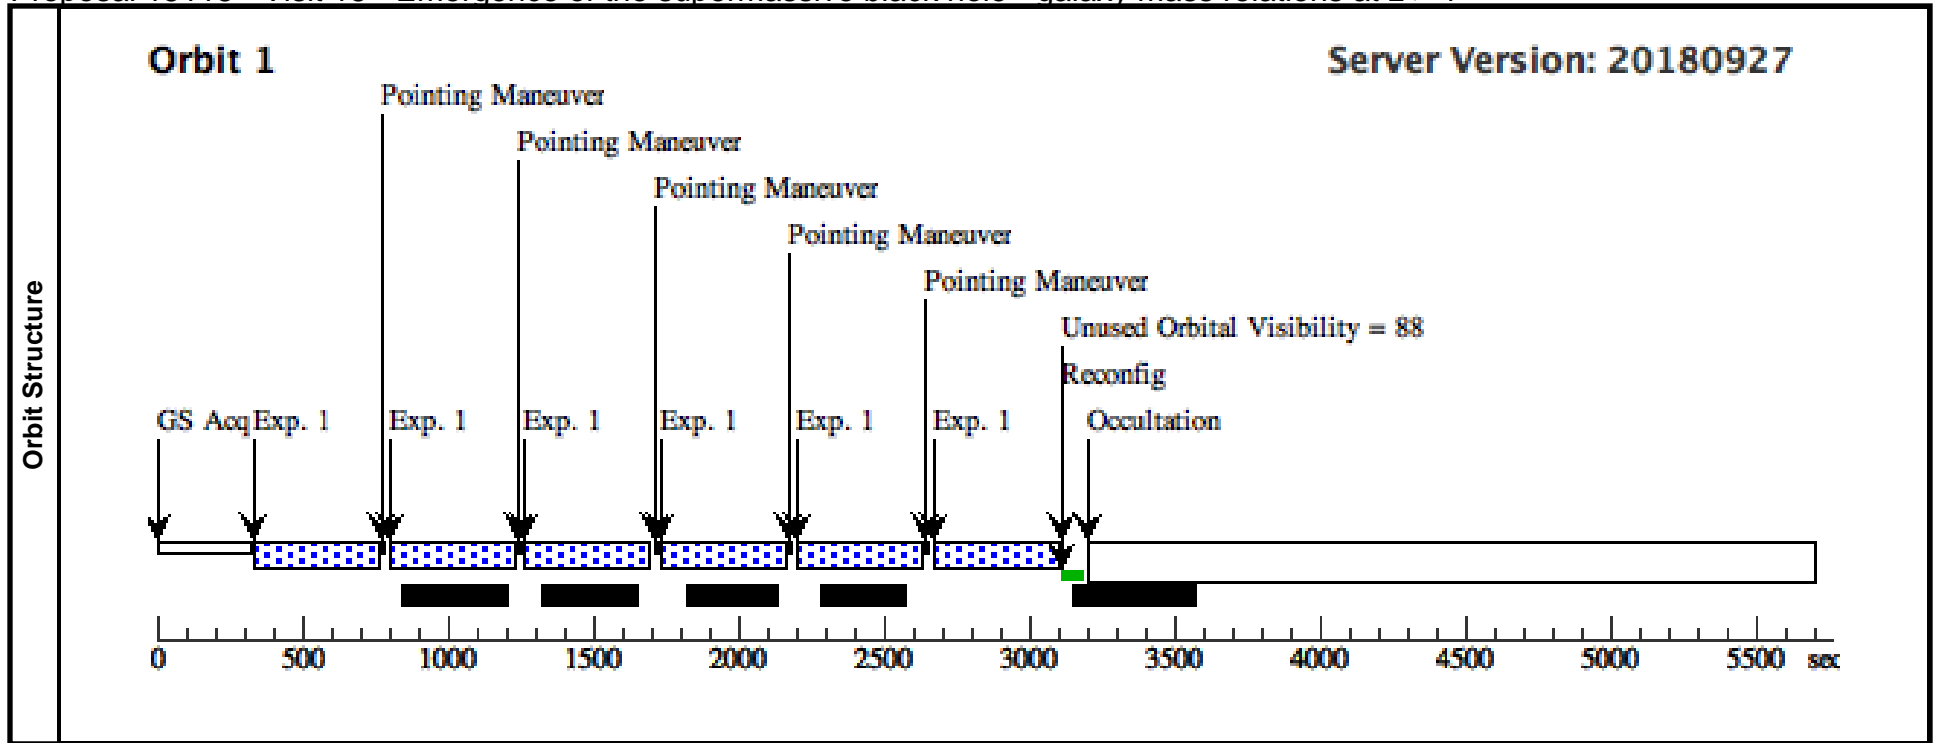 Orbit Structure
Orbit 1
Server Version: 20180927
Pointing Maneuver
Pointing Maneuver
Pointing Maneuver
Pointing Maneuver
Pointing Maneuver
Unused Orbital Visibility = 88
Reconfig
GS Acq Exp. 1 Exp. 1 Exp. 1 Exp. 1 Exp. 1 Exp. 1 Occultation
0 500 1000 1500 2000 2500 3000 3500 4000 4500 5000 5500 sec